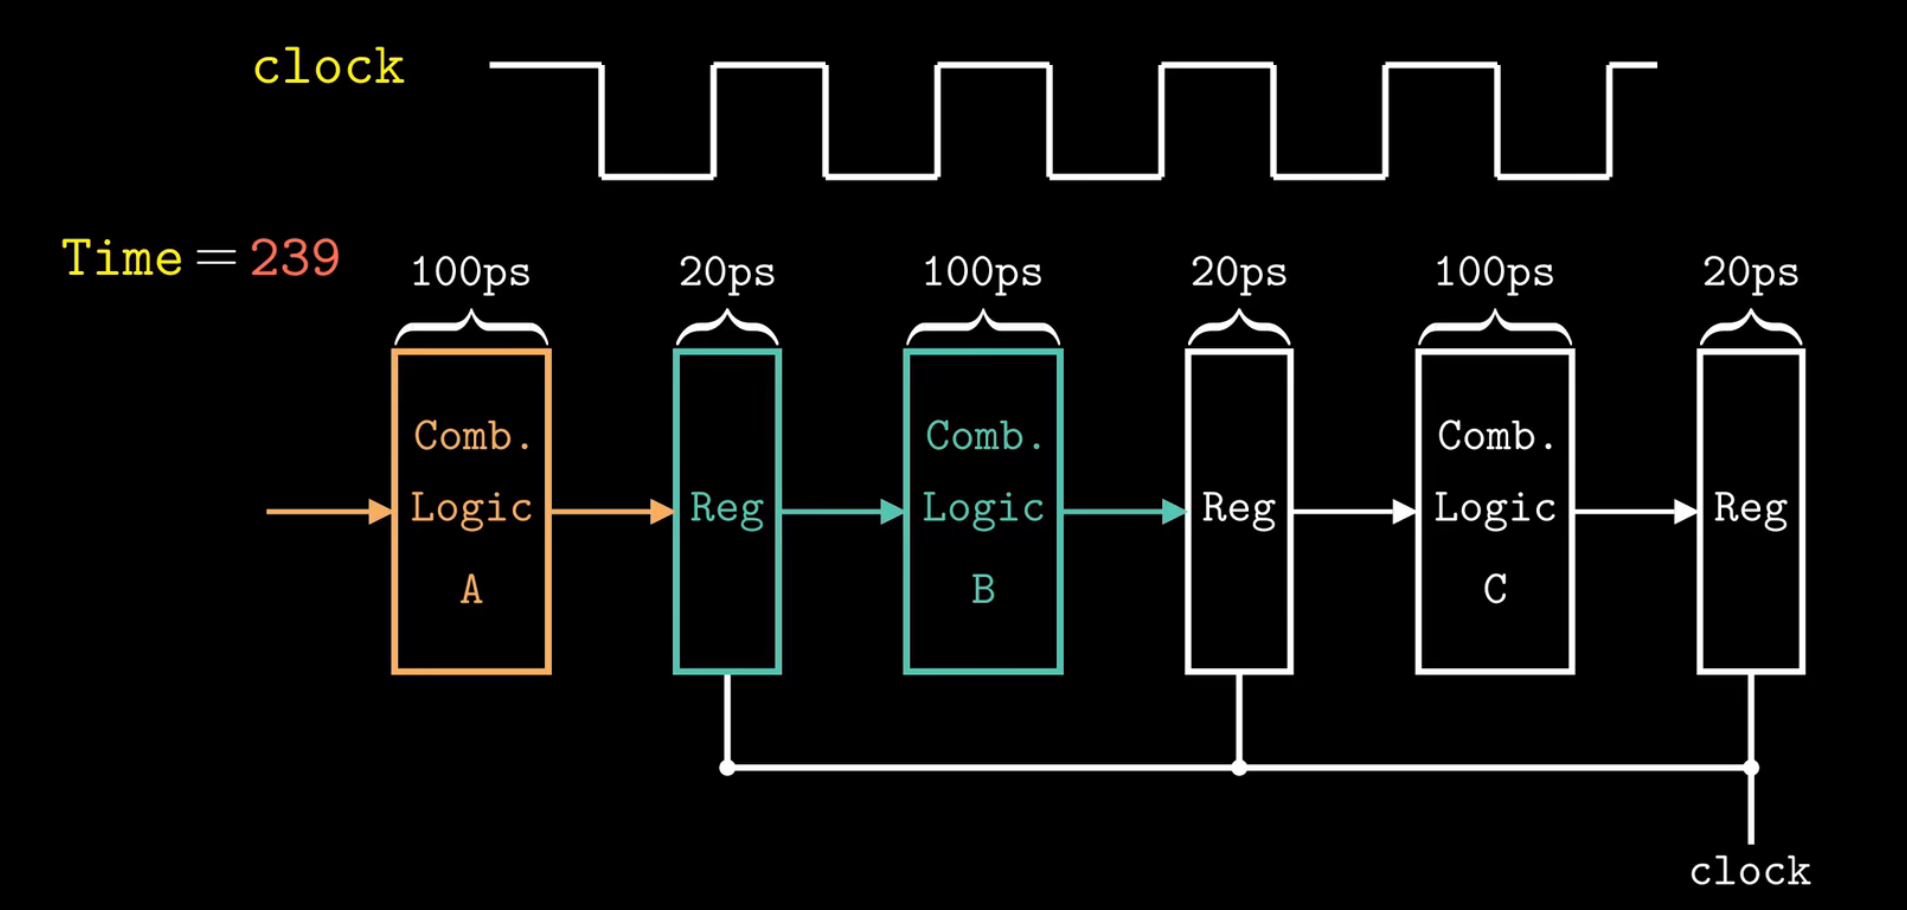 clock
Time = 239
100ps 20ps 100ps 20ps 100ps 20ps
Comb.
Logic
A
Reg
Comb.
Logic
B
Reg
Comb.
Logic
C
Reg
clock